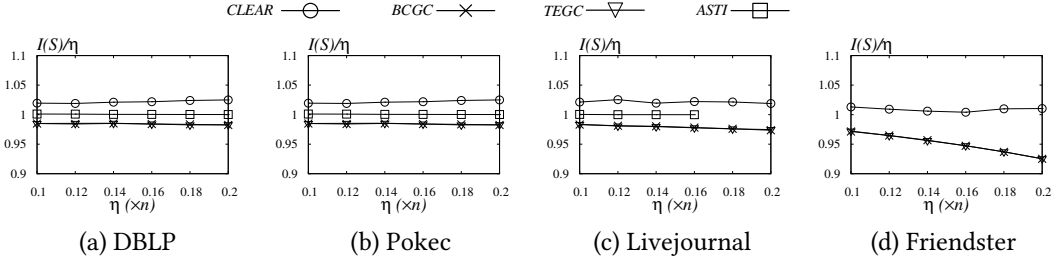 CLEAR BCGC TEGC ASTI
I(S)/η I(S)/η I(S)/η I(S)/η
1.1 1.1 1.1 1.1
1.05 1.05 1.05 1.05
1 1 1 1
0.95 0.95 0.95 0.95
0.9 0.9 0.9 0.9
0.1 0.12 0.14 0.16 0.18 0.2 0.1 0.12 0.14 0.16 0.18 0.2 0.1 0.12 0.14 0.16 0.18 0.2 0.1 0.12 0.14 0.16 0.18 0.2
η (×n) η (×n) η (×n) η (×n)
(a) DBLP (b) Pokec (c) Livejournal (d) Friendster